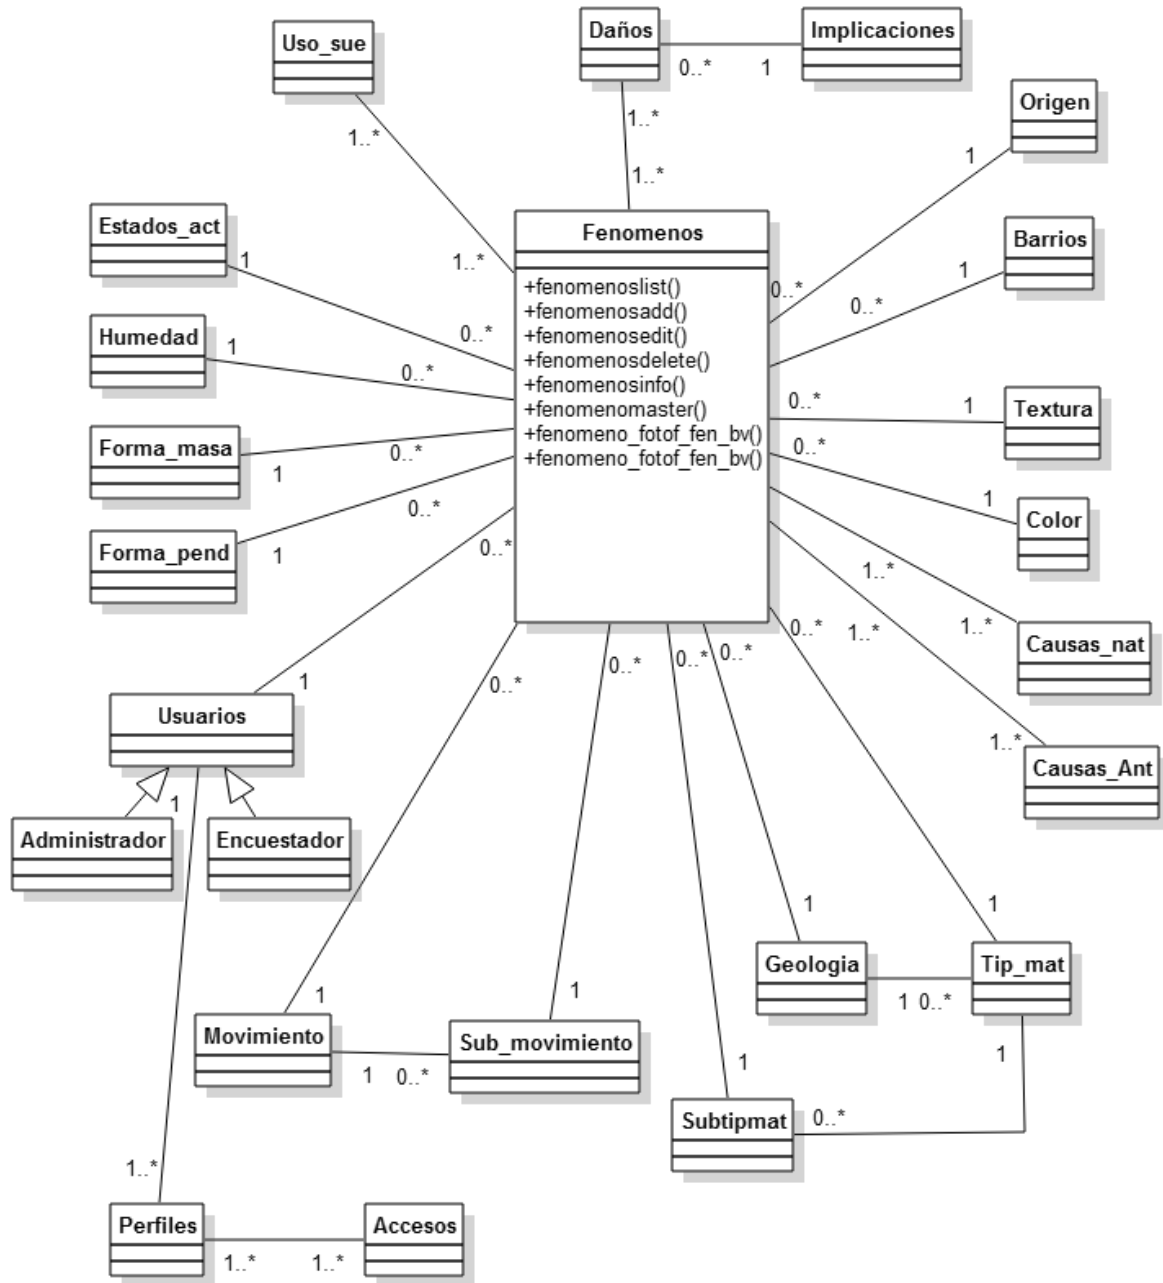 Uso_sue
Daños
Implicaciones
0..*
1
1..*
1..*
1..*
1..*
Origen
1
0..*
Estados_act
1
0..*
Fenomenos
+fenomenoslist()
+fenomenosadd()
+fenomenosedit()
+fenomenosdelete()
+fenomenosinfo()
+fenomenomaster()
+fenomeno_fotof_fen_bv()
+fenomeno_fotof_fen_bv()
Barrios
1
0..*
Humedad
1
0..*
Textura
1
0..*
Forma_masa
1
0..*
Color
1
0..*
Forma_pend
1
0..*
Causas_nat
1..*
1..*
Causas_Ant
1..*
1..*
0..*
1
Usuarios
1
Administrador
Encuestador
0..*
0..*
0..*
0..*
0..*
1
1
Geologia
1
0..*
Tip_mat
1
1
Movimiento
1
0..*
Sub_movimiento
1
1
Subtipmat
0..*
1..*
Perfiles
1..*
1..*
Accesos